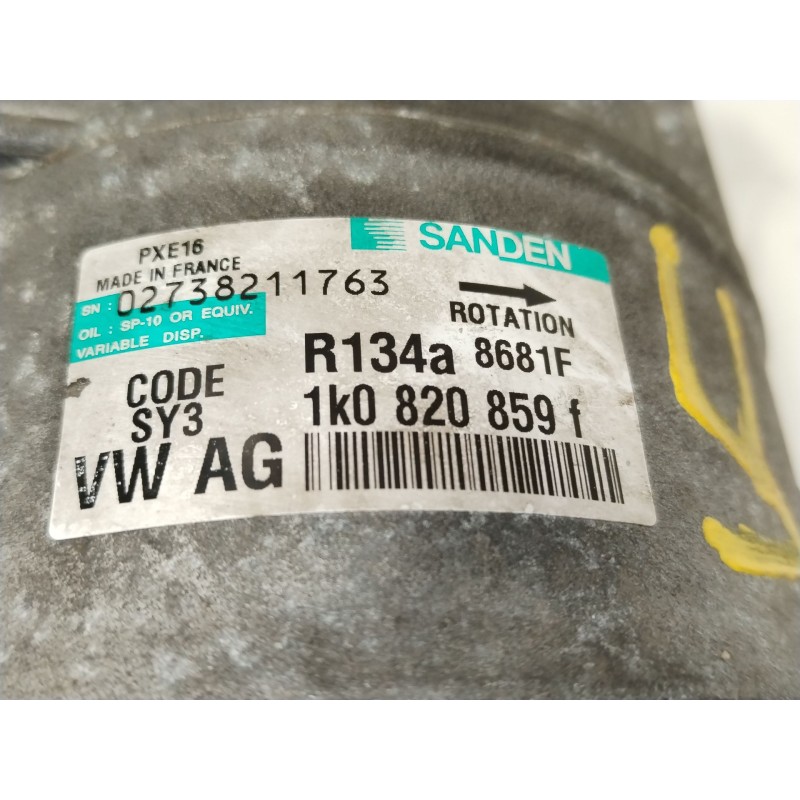 SANDEN
PXE16
MADE IN FRANCE
SN : 02738211763
OIL : SP-10 OR EQUIV.
VARIABLE DISP.
ROTATION
R134a 8681F
CODE
SY3
1k0 820 859 f
VW AG